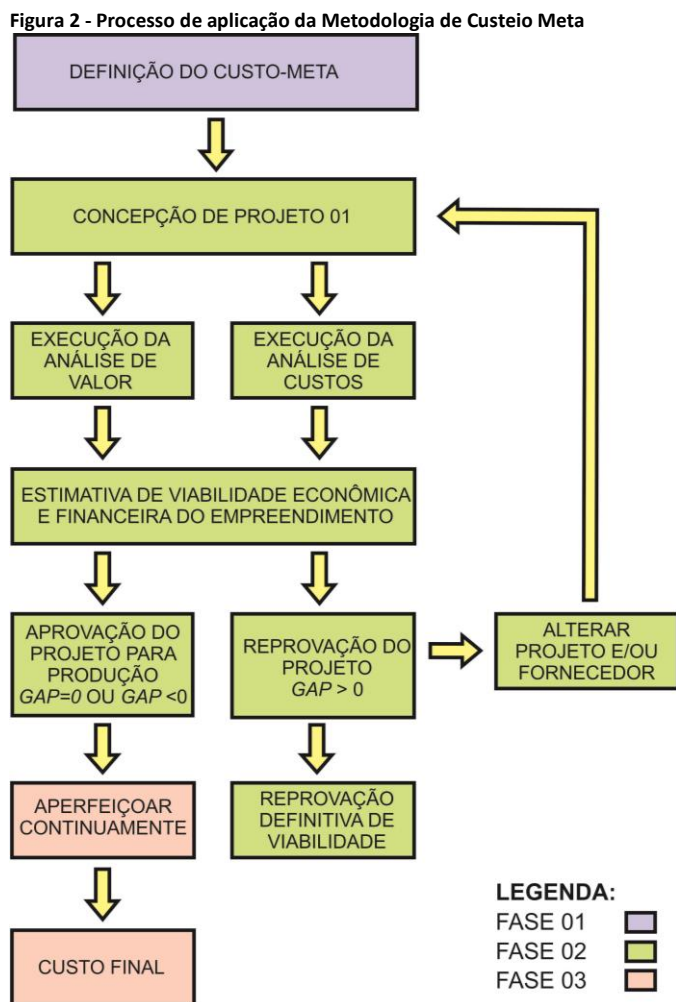 Figura 2 - Processo de aplicação da Metodologia de Custeio Meta
DEFINIÇÃO DO CUSTO-META
CONCEPÇÃO DE PROJETO 01
EXECUÇÃO DA
ANÁLISE DE
VALOR
EXECUÇÃO DA
ANÁLISE DE
CUSTOS
ESTIMATIVA DE VIABILIDADE ECONÔMICA
E FINANCEIRA DO EMPREENDIMENTO
APROVAÇÃO DO
PROJETO PARA
PRODUÇÃO
GAP=0 OU GAP <0
REPROVAÇÃO DO
PROJETO
GAP > 0
ALTERAR
PROJETO E/OU
FORNECEDOR
APERFEIÇOAR
CONTINUAMENTE
REPROVAÇÃO
DEFINITIVA DE
VIABILIDADE
CUSTO FINAL
LEGENDA:
FASE 01
FASE 02
FASE 03